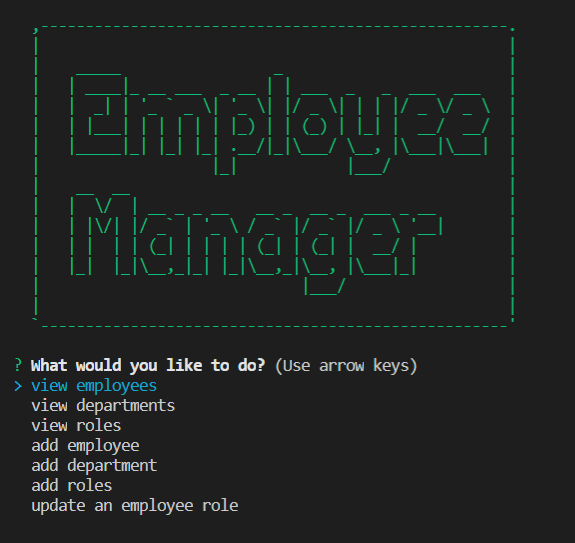 Employee
Manager
? What would you like to do? (Use arrow keys)
> view employees
view departments
view roles
add employee
add department
add roles
update an employee role